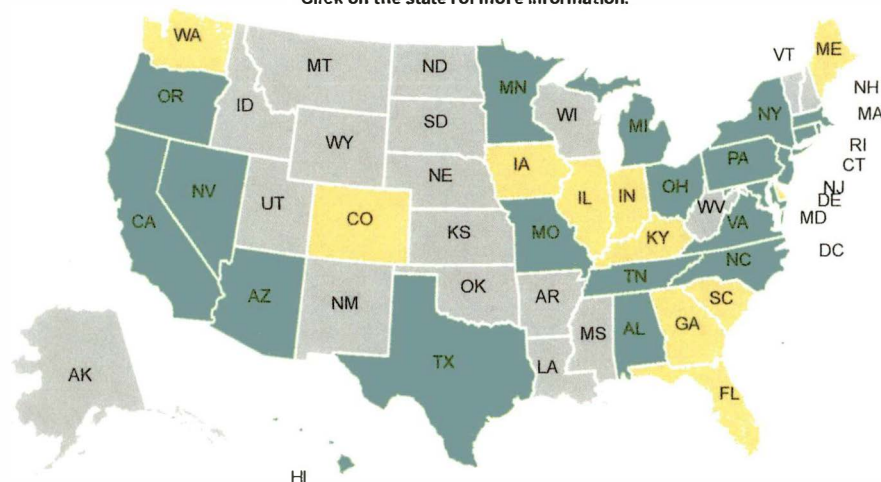 Click on the state for more information.
WA
ME
VT
MT
ND
NH
OR
MN
MA
ID
WI
NY
SD
MI
RI
WY
PA
CT
IA
NE
NJ
OH
DE
NV
IL
IN
UT
WV
MD
CA
CO
VA
KS
MO
KY
DC
NC
TN
OK
AZ
AR
SC
NM
GA
MS
AL
TX
LA
AK
FL
HI